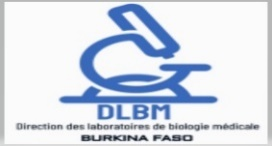 DLBM
Direction des laboratoires de biologie médicale
BURKINA FASO